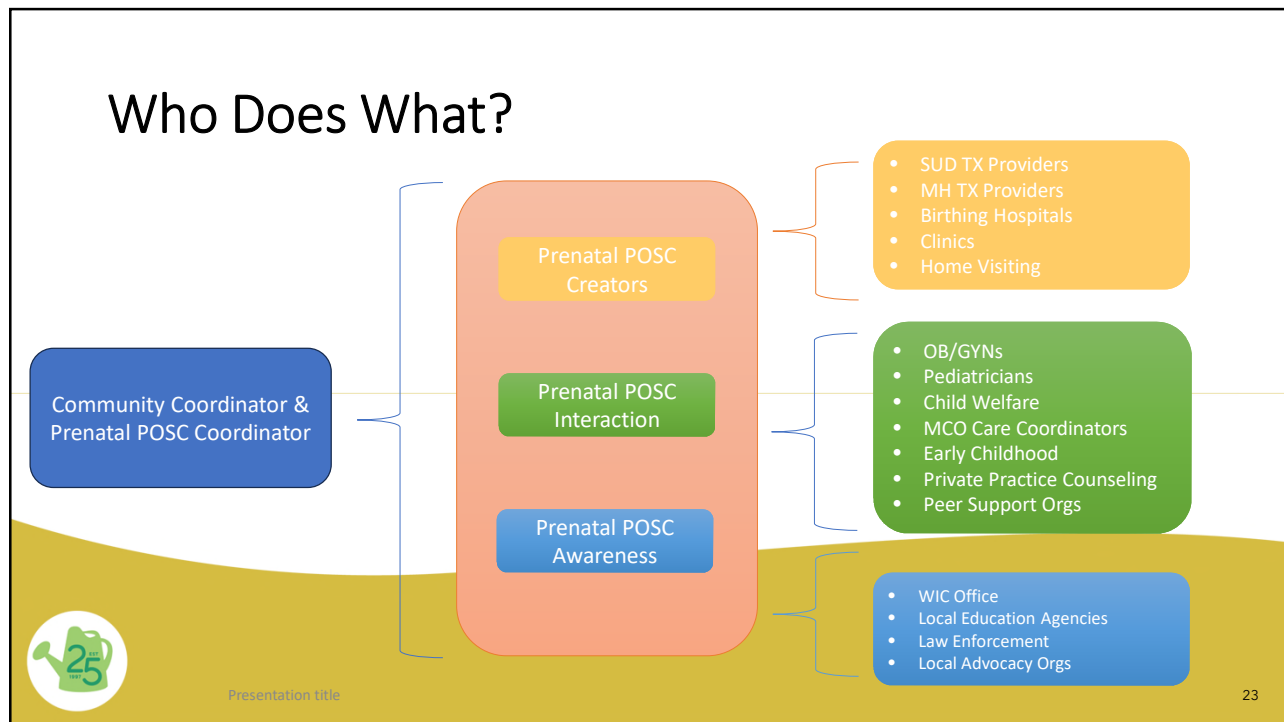 Who Does What?
Community Coordinator &
Prenatal POSC Coordinator
Prenatal POSC
Creators
Prenatal POSC
Interaction
Prenatal POSC
Awareness
• SUD TX Providers
• MH TX Providers
• Birthing Hospitals
• Clinics
• Home Visiting
• OB/GYNs
• Pediatricians
• Child Welfare
• MCO Care Coordinators
• Early Childhood
• Private Practice Counseling
• Peer Support Orgs
• WIC Office
• Local Education Agencies
• Law Enforcement
• Local Advocacy Orgs
25
Presentation title
23